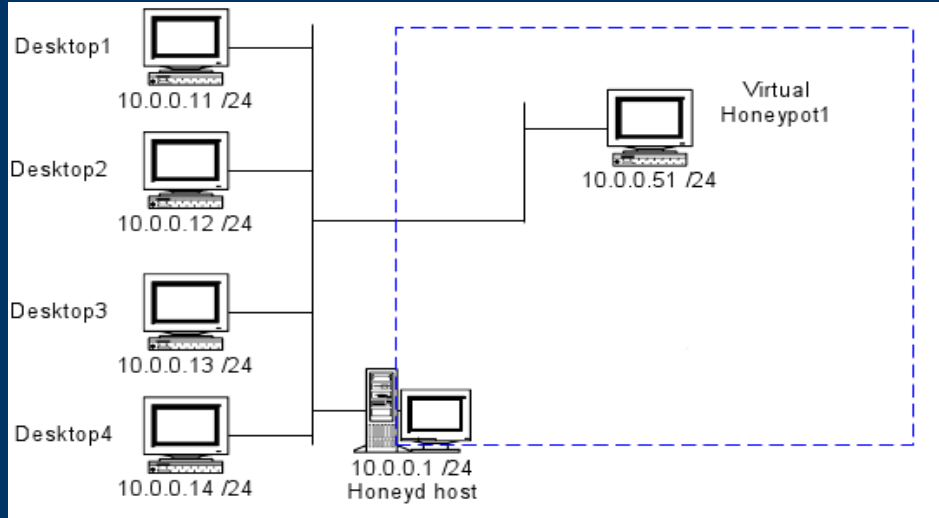 Desktop1
10.0.0.11 /24
Desktop2
10.0.0.12 /24
Desktop3
10.0.0.13 /24
Desktop4
10.0.0.14 /24
10.0.0.1 /24
Honeyd host
Virtual
Honeypot1
10.0.0.51 /24